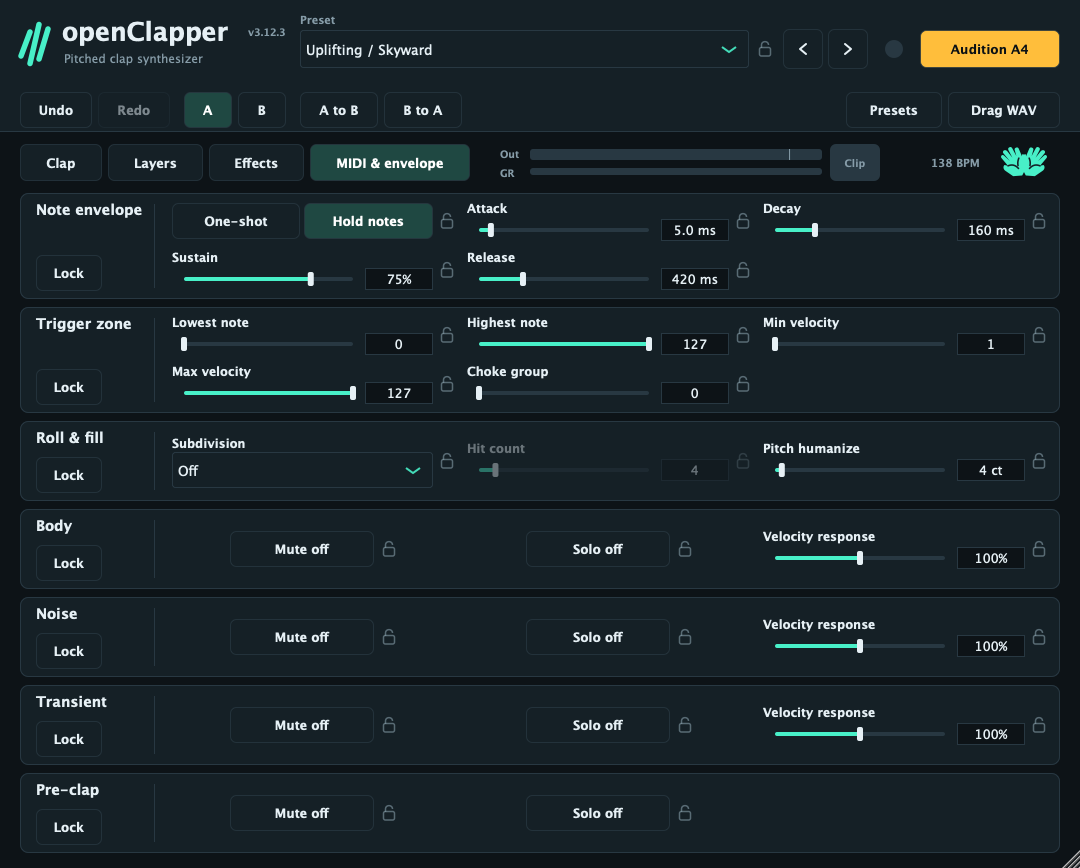 openClapper
v3.12.3
Pitched clap synthesizer
Preset
Uplifting / Skyward
Audition A4
Undo
Redo
A
B
A to B
B to A
Presets
Drag WAV
Clap
Layers
Effects
MIDI & envelope
Out
GR
Clip
138 BPM
Note envelope
Lock
One-shot
Hold notes
Attack
5.0 ms
Decay
160 ms
Sustain
75%
Release
420 ms
Trigger zone
Lock
Lowest note
0
Highest note
127
Min velocity
1
Max velocity
127
Choke group
0
Roll & fill
Lock
Subdivision
Off
Hit count
4
Pitch humanize
4 ct
Body
Lock
Mute off
Solo off
Velocity response
100%
Noise
Lock
Mute off
Solo off
Velocity response
100%
Transient
Lock
Mute off
Solo off
Velocity response
100%
Pre-clap
Lock
Mute off
Solo off